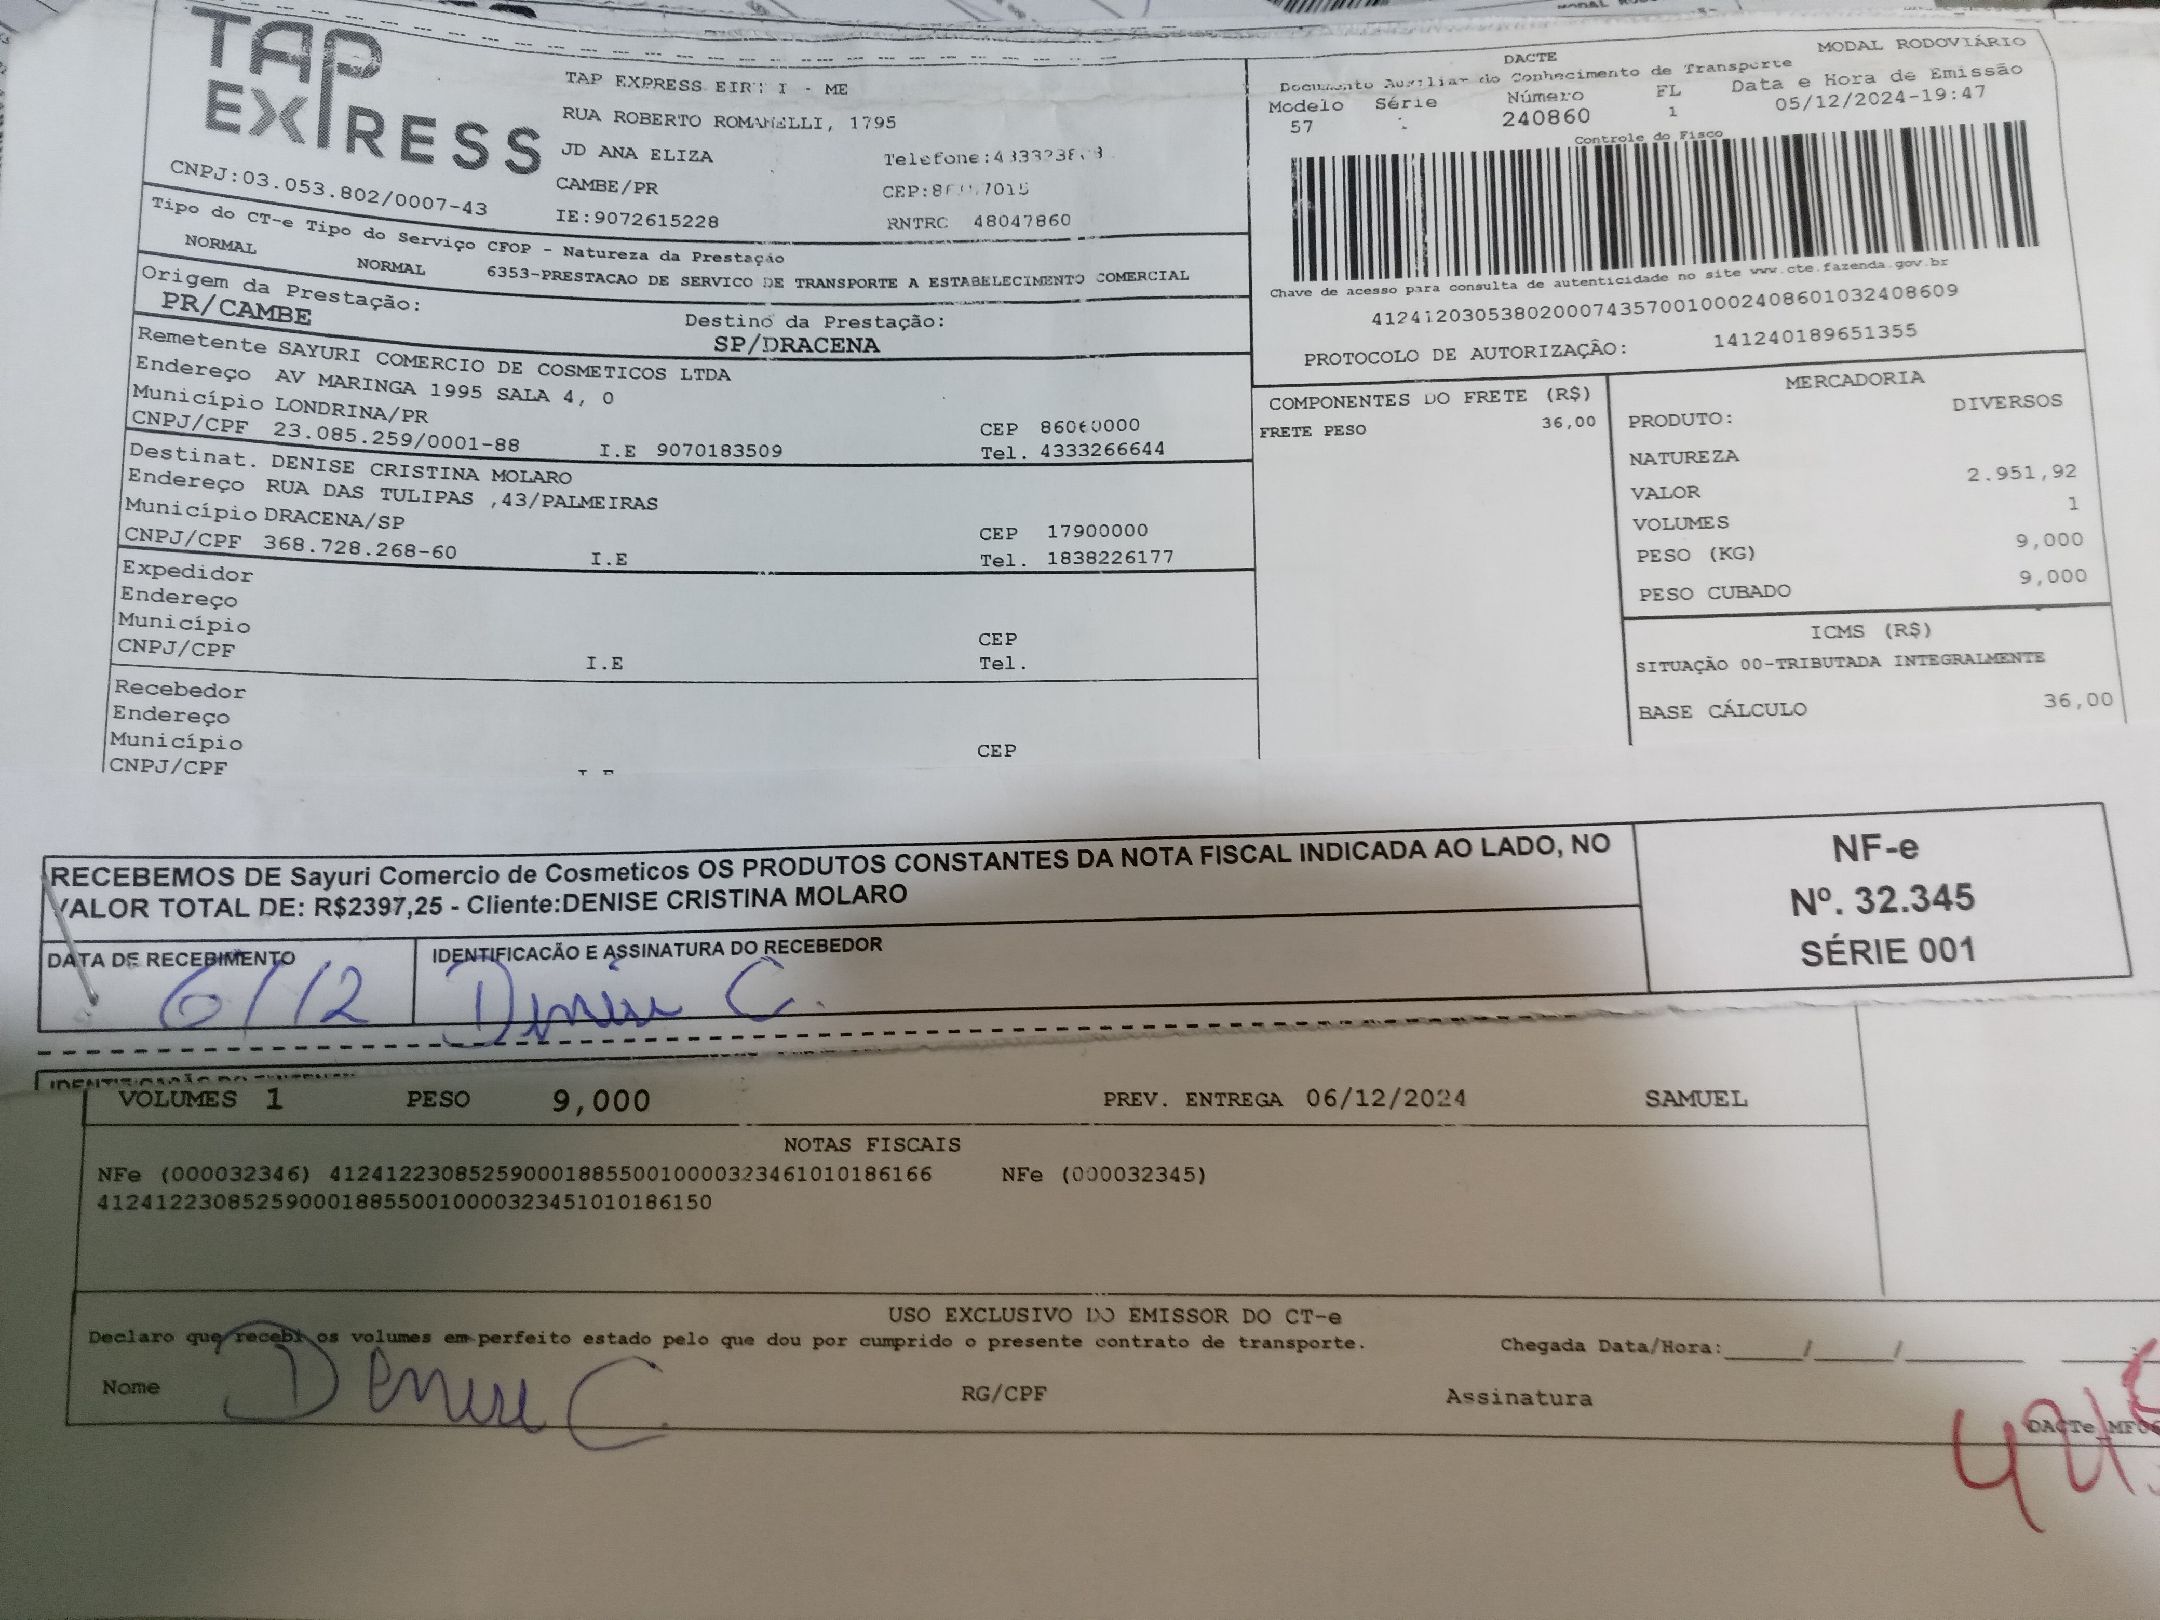 TAP
EXPRESS
CNPJ:03.053.802/0007-43
TAP EXPRESS - ME
RUA ROBERTO ROMANELLI, 1795
JD ANA ELIZA
CAMBE/PR
IE:9072615228
Telefone:
CEP:
RNTRC 48047860
DACTE
MODAL RODOVIÁRIO
Documento Auxiliar do Conhecimento de Transporte
Modelo Série Número FL Data e Hora de Emissão
57 240860 1 05/12/2024-19:47
Controle do Fisco
Chave de acesso para consulta de autenticidade no site www.cte.fazenda.gov.br
41241203053802000743570010002408601032408609
PROTOCOLO DE AUTORIZAÇÃO: 141240189651355
Tipo do CT-e Tipo do Serviço CFOP - Natureza da Prestação
NORMAL NORMAL 6353-PRESTACAO DE SERVICO DE TRANSPORTE A ESTABELECIMENTO COMERCIAL
Origem da Prestação:
PR/CAMBE
Destino da Prestação:
SP/DRACENA
Remetente SAYURI COMERCIO DE COSMETICOS LTDA
Endereço AV MARINGA 1995 SALA 4, 0
Município LONDRINA/PR CEP 86060000
CNPJ/CPF 23.085.259/0001-88 I.E 9070183509 Tel. 4333266644
Destinat. DENISE CRISTINA MOLARO
Endereço RUA DAS TULIPAS ,43/PALMEIRAS
Município DRACENA/SP CEP 17900000
CNPJ/CPF 368.728.268-60 I.E Tel. 1838226177
Expedidor
Endereço
Município CEP
CNPJ/CPF I.E Tel.
Recebedor
Endereço
Município CEP
CNPJ/CPF
COMPONENTES DO FRETE (R$)
FRETE PESO 36,00
MERCADORIA
PRODUTO: DIVERSOS
NATUREZA
VALOR 2.951,92
VOLUMES 1
PESO (KG) 9,000
PESO CUBADO 9,000
ICMS (R$)
SITUAÇÃO 00-TRIBUTADA INTEGRALMENTE
BASE CÁLCULO 36,00
RECEBEMOS DE Sayuri Comercio de Cosmeticos OS PRODUTOS CONSTANTES DA NOTA FISCAL INDICADA AO LADO, NO
VALOR TOTAL DE: R$2397,25 - Cliente:DENISE CRISTINA MOLARO
DATA DE RECEBIMENTO
6/12
IDENTIFICACÃO E ASSINATURA DO RECEBEDOR
Denise C.
NF-e
Nº. 32.345
SÉRIE 001
VOLUMES 1 PESO 9,000 PREV. ENTREGA 06/12/2024 SAMUEL
NOTAS FISCAIS
NFe (000032346) 41241223085259000188550010000323461010186166 NFe (000032345)
41241223085259000188550010000323451010186150
USO EXCLUSIVO DO EMISSOR DO CT-e
Declaro que recebi os volumes em perfeito estado pelo que dou por cumprido o presente contrato de transporte.
Chegada Data/Hora:_____/_____/_______
Nome Denise C RG/CPF Assinatura